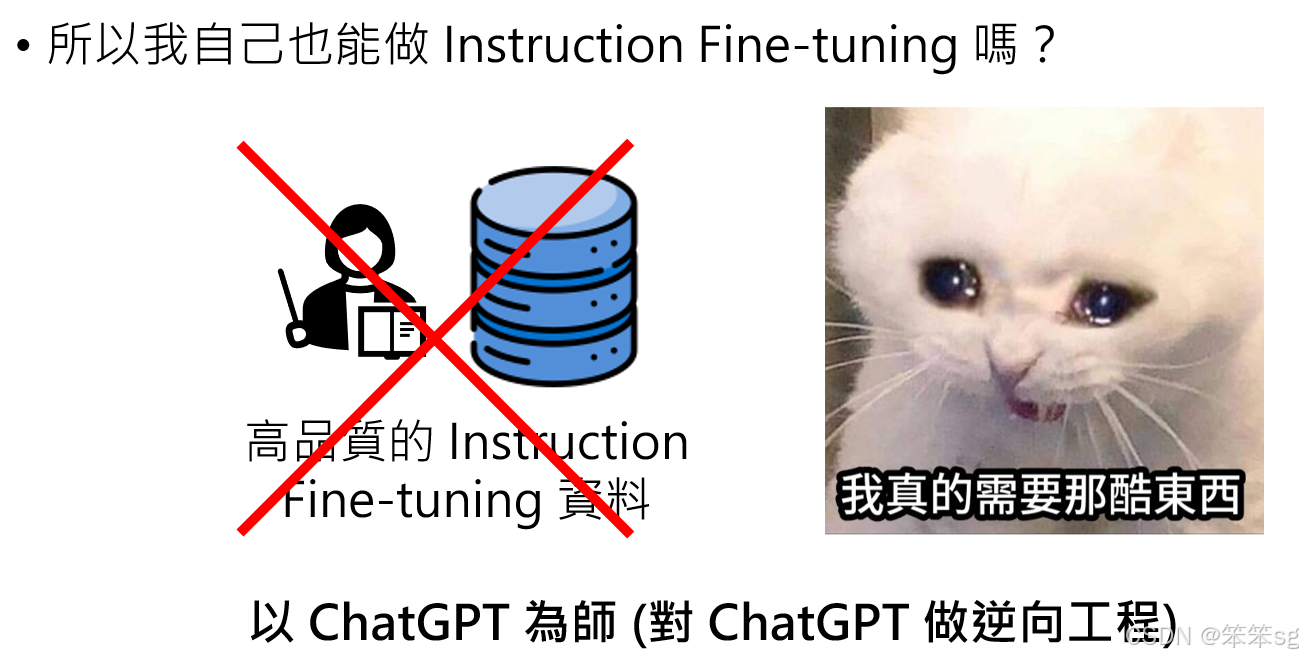 • 所以我自己也能做 Instruction Fine-tuning 嗎？
高品質的 Instruction
Fine-tuning 資料
我真的需要那酷東西
以 ChatGPT 為師 (對 ChatGPT 做逆向工程)
CSDN @笨笨sg